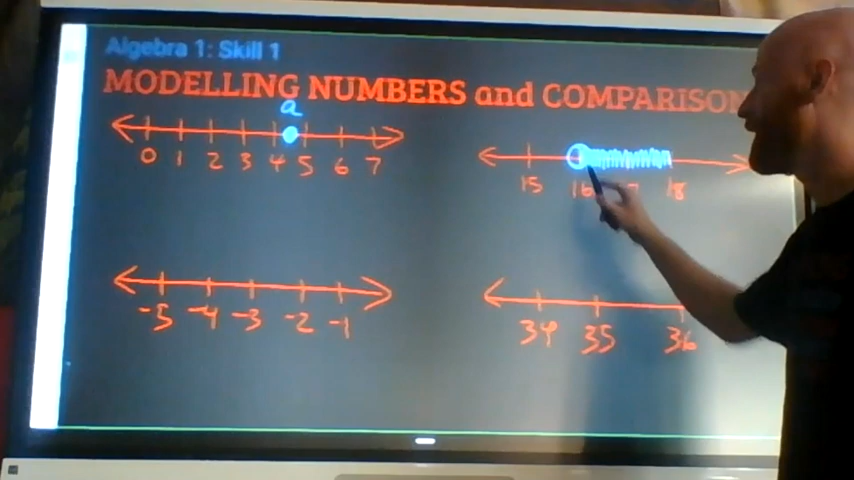 Algebra 1: Skill 1
MODELLING NUMBERS and COMPARISON
a
0 1 2 3 4 5 6 7
15 16 18
-5 -4 -3 -2 -1
34 35 36